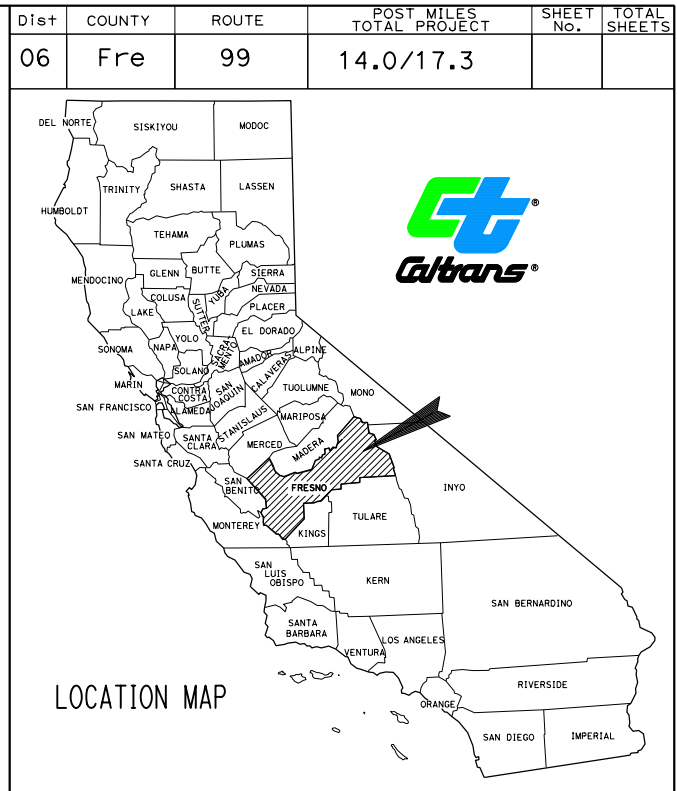 Dist COUNTY ROUTE POST MILES TOTAL PROJECT SHEET No. TOTAL SHEETS
06 Fre 99 14.0/17.3
DEL NORTE
SISKIYOU
MODOC
TRINITY
SHASTA
LASSEN
HUMBOLDT
TEHAMA
PLUMAS
MENDOCINO
GLENN
BUTTE
SIERRA
NEVADA
YUBA
COLUSA
SUTTER
PLACER
LAKE
EL DORADO
YOLO
SONOMA
NAPA
SACRA-
MENTO
AMADOR
ALPINE
SOLANO
CALAVERAS
MARIN
CONTRA
COSTA
SAN
JOAQUIN
TUOLUMNE
MONO
SAN FRANCISCO
ALAMEDA
STANISLAUS
MARIPOSA
SAN MATEO
SANTA
CLARA
MERCED
MADERA
SANTA CRUZ
SAN
BENITO
FRESNO
INYO
MONTEREY
KINGS
TULARE
SAN
LUIS
OBISPO
KERN
SAN BERNARDINO
SANTA
BARBARA
VENTURA
LOS ANGELES
RIVERSIDE
ORANGE
SAN DIEGO
IMPERIAL
Ct ®
Caltrans ®
LOCATION MAP